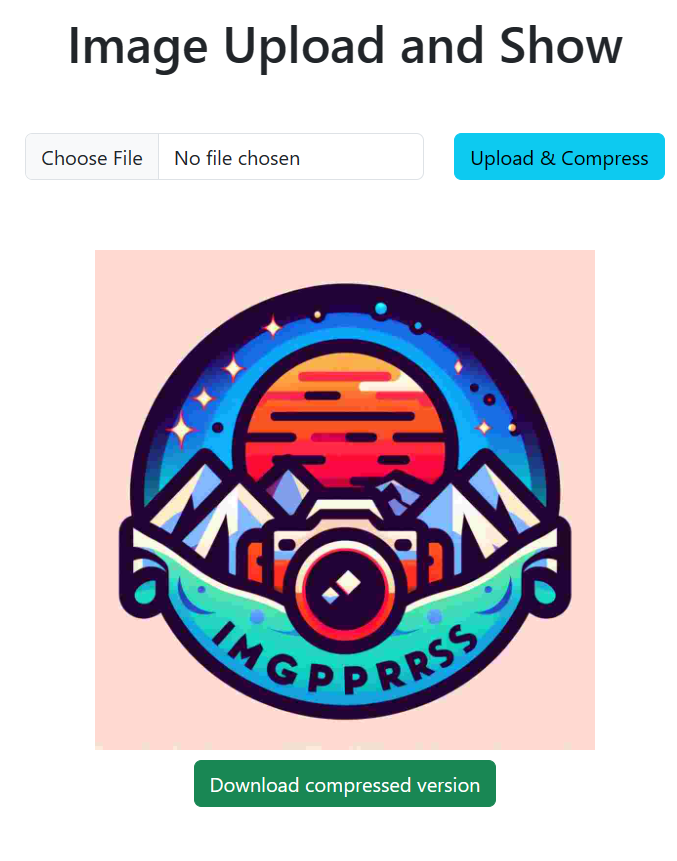 Image Upload and Show
Choose File No file chosen Upload & Compress
IMGPPRRSS
Download compressed version